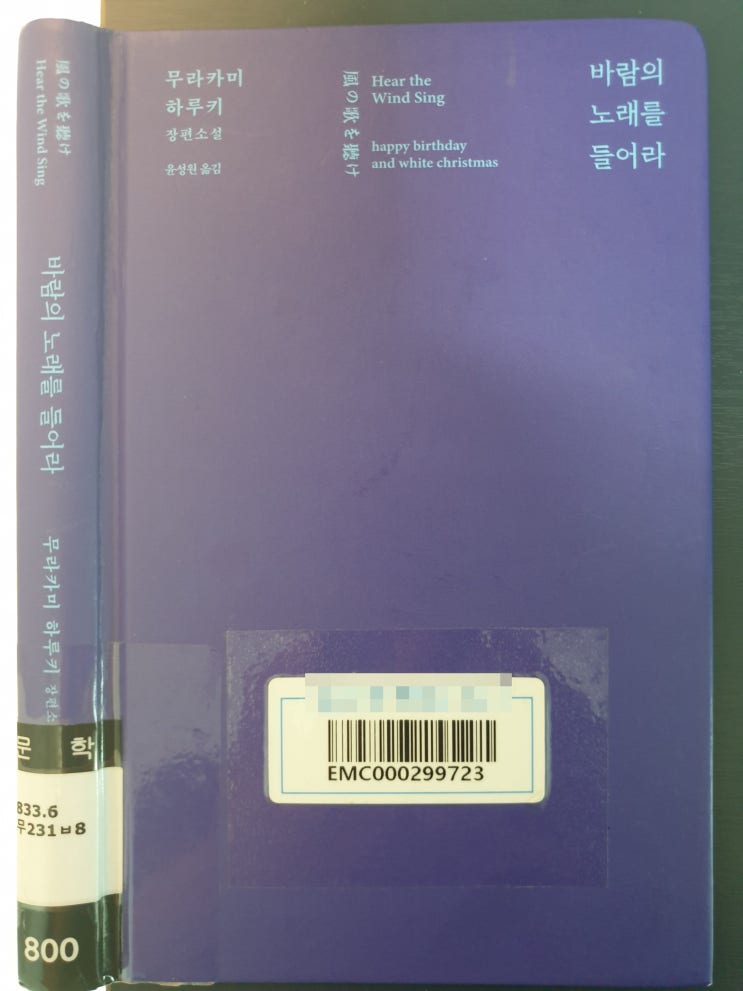 風の歌を聴け
Hear the Wind Sing
바람의 노래를 들어라
무라카미 하루키 장편소
문 학
833.6
무231ㅂ8
800
무라카미
하루키
장편소설
윤성원 옮김
風の歌を聴け
Hear the
Wind Sing
happy birthday
and white christmas
바람의
노래를
들어라
EMC000299723